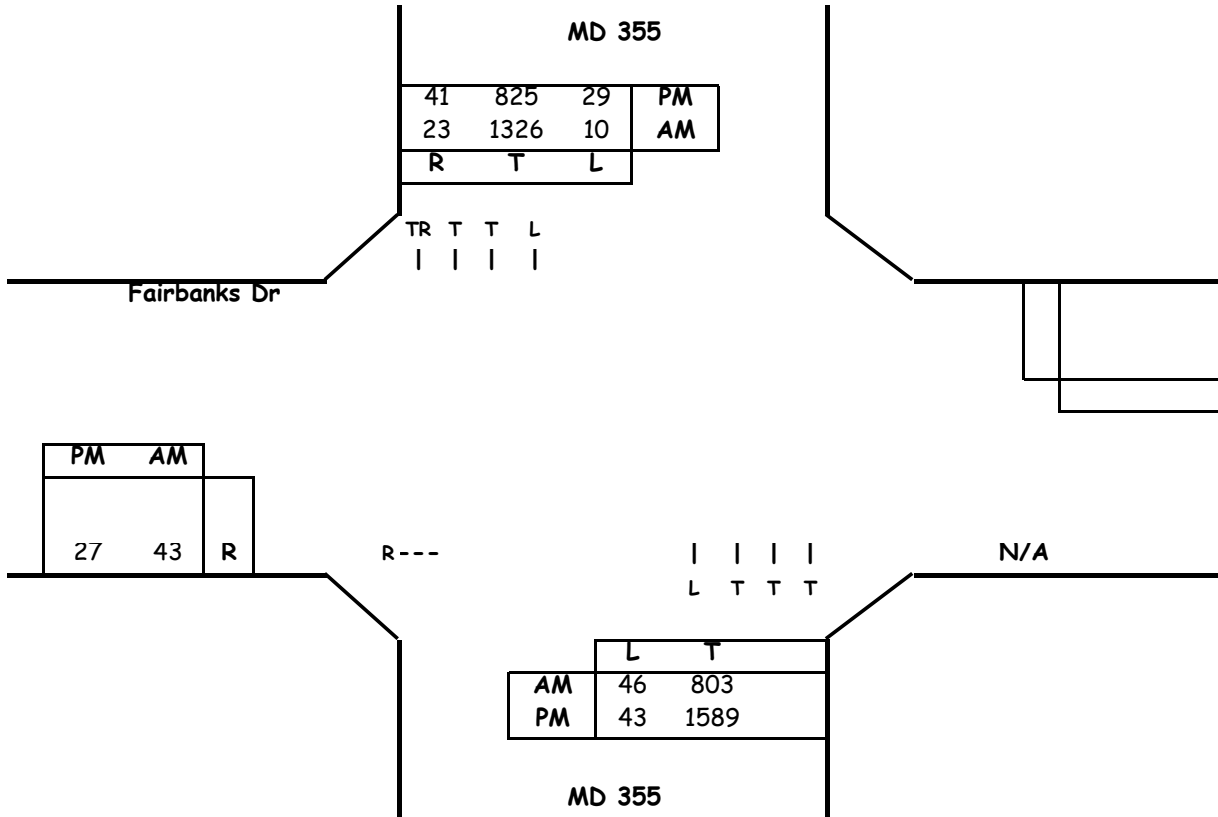 MD 355
41 825 29 PM
23 1326 10 AM
R T L
TR T T L
| | | |
Fairbanks Dr
PM AM
27 43 R
R---
| | | |
N/A
L T T T
L T
AM 46 803
PM 43 1589
MD 355